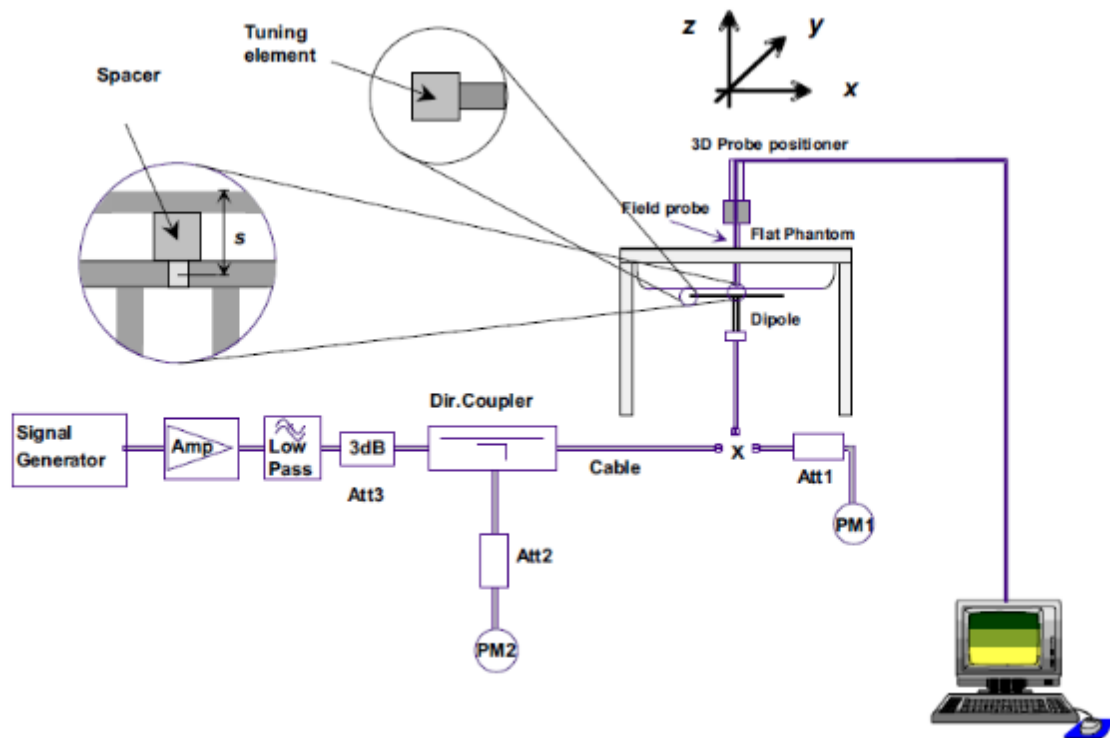 Tuning
element
Spacer
z
y
x
s
3D Probe positioner
Field probe
Flat Phantom
Dipole
Dir.Coupler
Signal
Generator
Amp
Low
Pass
3dB
Att3
Cable
X
Att1
PM1
Att2
PM2